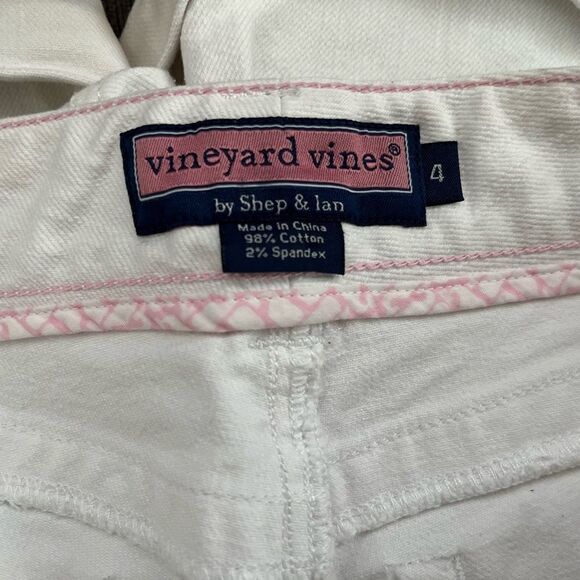 vineyard vines®
4
by Shep & Ian
Made in China
98% Cotton
2% Spandex